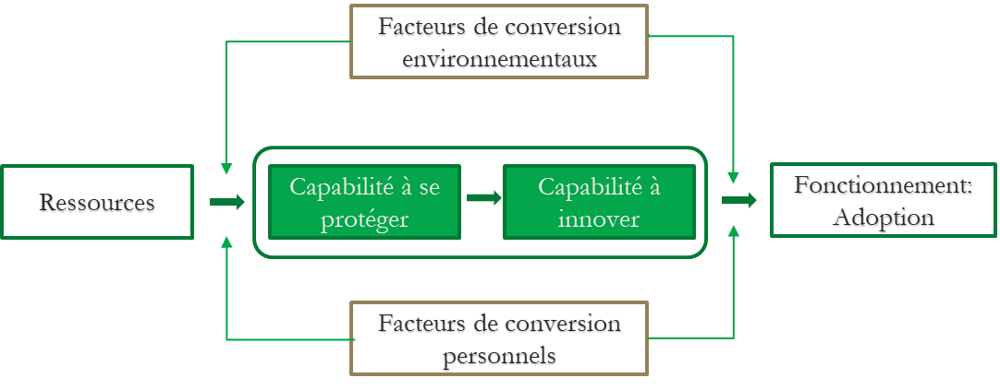 Facteurs de conversion
environnementaux
Ressources
Capabilité à se
protéger
Capabilité à
innover
Fonctionnement:
Adoption
Facteurs de conversion
personnels